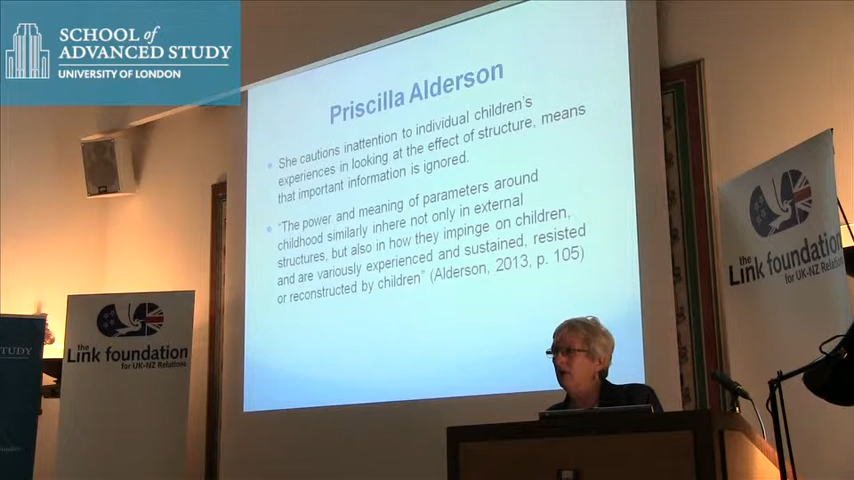 SCHOOL of
ADVANCED STUDY
UNIVERSITY OF LONDON
Priscilla Alderson
She cautions inattention to individual children's
experiences in looking at the effect of structure, means
that important information is ignored.
"The power and meaning of parameters around
childhood similarly inhere not only in external
structures, but also in how they impinge on children,
and are variously experienced and sustained, resisted
or reconstructed by children" (Alderson, 2013, p. 105)
the
Link foundation
for UK-NZ Relations
the
Link foundation
for UK-NZ Relations
STUDY